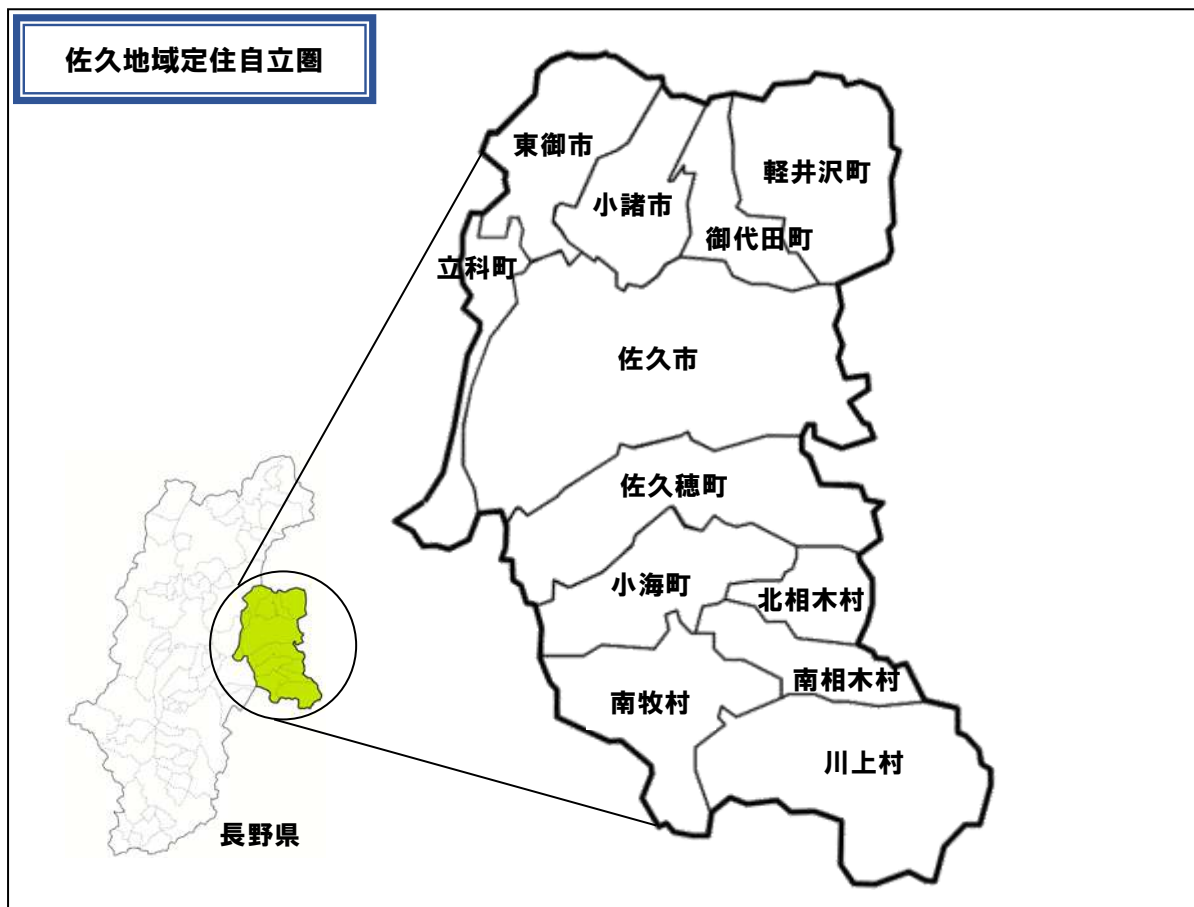 佐久地域定住自立圏
東御市
軽井沢町
小諸市
御代田町
立科町
佐久市
佐久穂町
小海町
北相木村
南相木村
南牧村
川上村
長野県